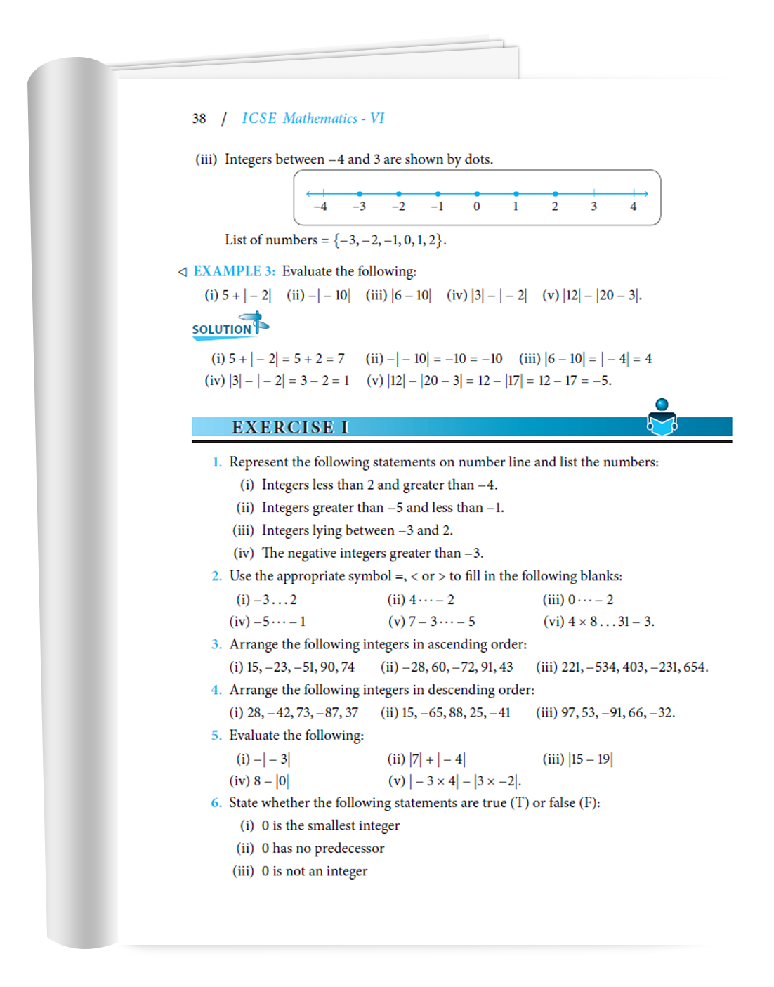 38 / ICSE Mathematics - VI
(iii) Integers between −4 and 3 are shown by dots.
−4 −3 −2 −1 0 1 2 3 4
List of numbers = {−3, −2, −1, 0, 1, 2}.
◁ EXAMPLE 3: Evaluate the following:
(i) 5 + | − 2| (ii) −| − 10| (iii) |6 − 10| (iv) |3| − | − 2| (v) |12| − |20 − 3|.
SOLUTION
(i) 5 + | − 2| = 5 + 2 = 7 (ii) −| − 10| = −10 = −10 (iii) |6 − 10| = | − 4| = 4
(iv) |3| − | − 2| = 3 − 2 = 1 (v) |12| − |20 − 3| = 12 − |17| = 12 − 17 = −5.
EXERCISE I
1. Represent the following statements on number line and list the numbers:
(i) Integers less than 2 and greater than −4.
(ii) Integers greater than −5 and less than −1.
(iii) Integers lying between −3 and 2.
(iv) The negative integers greater than −3.
2. Use the appropriate symbol =, < or > to fill in the following blanks:
(i) −3 . . . 2 (ii) 4 · · · − 2 (iii) 0 · · · − 2
(iv) −5 · · · − 1 (v) 7 − 3 · · · − 5 (vi) 4 × 8 . . . 31 − 3.
3. Arrange the following integers in ascending order:
(i) 15, −23, −51, 90, 74 (ii) −28, 60, −72, 91, 43 (iii) 221, −534, 403, −231, 654.
4. Arrange the following integers in descending order:
(i) 28, −42, 73, −87, 37 (ii) 15, −65, 88, 25, −41 (iii) 97, 53, −91, 66, −32.
5. Evaluate the following:
(i) −| − 3| (ii) |7| + | − 4| (iii) |15 − 19|
(iv) 8 − |0| (v) | − 3 × 4| − |3 × −2|.
6. State whether the following statements are true (T) or false (F):
(i) 0 is the smallest integer
(ii) 0 has no predecessor
(iii) 0 is not an integer